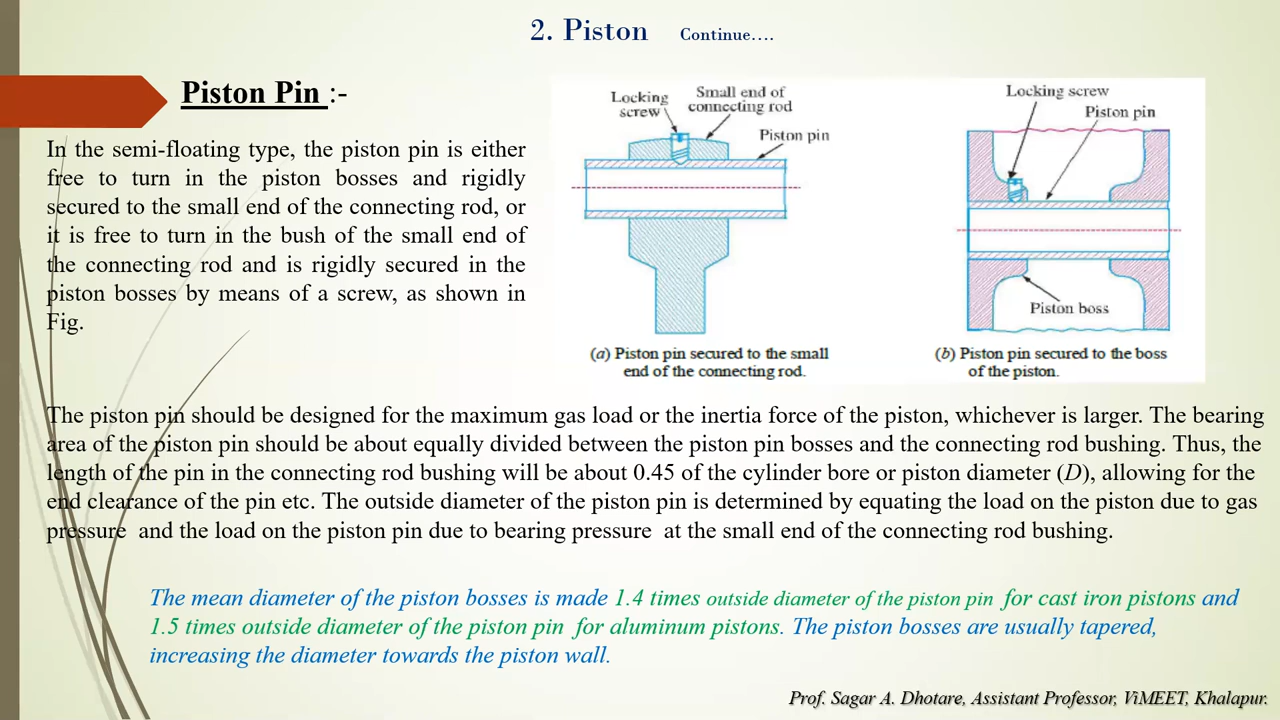 2. Piston Continue….
Piston Pin :-
In the semi-floating type, the piston pin is either
free to turn in the piston bosses and rigidly
secured to the small end of the connecting rod, or
it is free to turn in the bush of the small end of
the connecting rod and is rigidly secured in the
piston bosses by means of a screw, as shown in
Fig.
Locking
screw
Small end of
connecting rod
Piston pin
(a) Piston pin secured to the small
end of the connecting rod.
Locking screw
Piston pin
Piston boss
(b) Piston pin secured to the boss
of the piston.
The piston pin should be designed for the maximum gas load or the inertia force of the piston, whichever is larger. The bearing
area of the piston pin should be about equally divided between the piston pin bosses and the connecting rod bushing. Thus, the
length of the pin in the connecting rod bushing will be about 0.45 of the cylinder bore or piston diameter (D), allowing for the
end clearance of the pin etc. The outside diameter of the piston pin is determined by equating the load on the piston due to gas
pressure and the load on the piston pin due to bearing pressure at the small end of the connecting rod bushing.
The mean diameter of the piston bosses is made 1.4 times outside diameter of the piston pin for cast iron pistons and
1.5 times outside diameter of the piston pin for aluminum pistons. The piston bosses are usually tapered,
increasing the diameter towards the piston wall.
Prof. Sagar A. Dhotare, Assistant Professor, ViMEET, Khalapur.